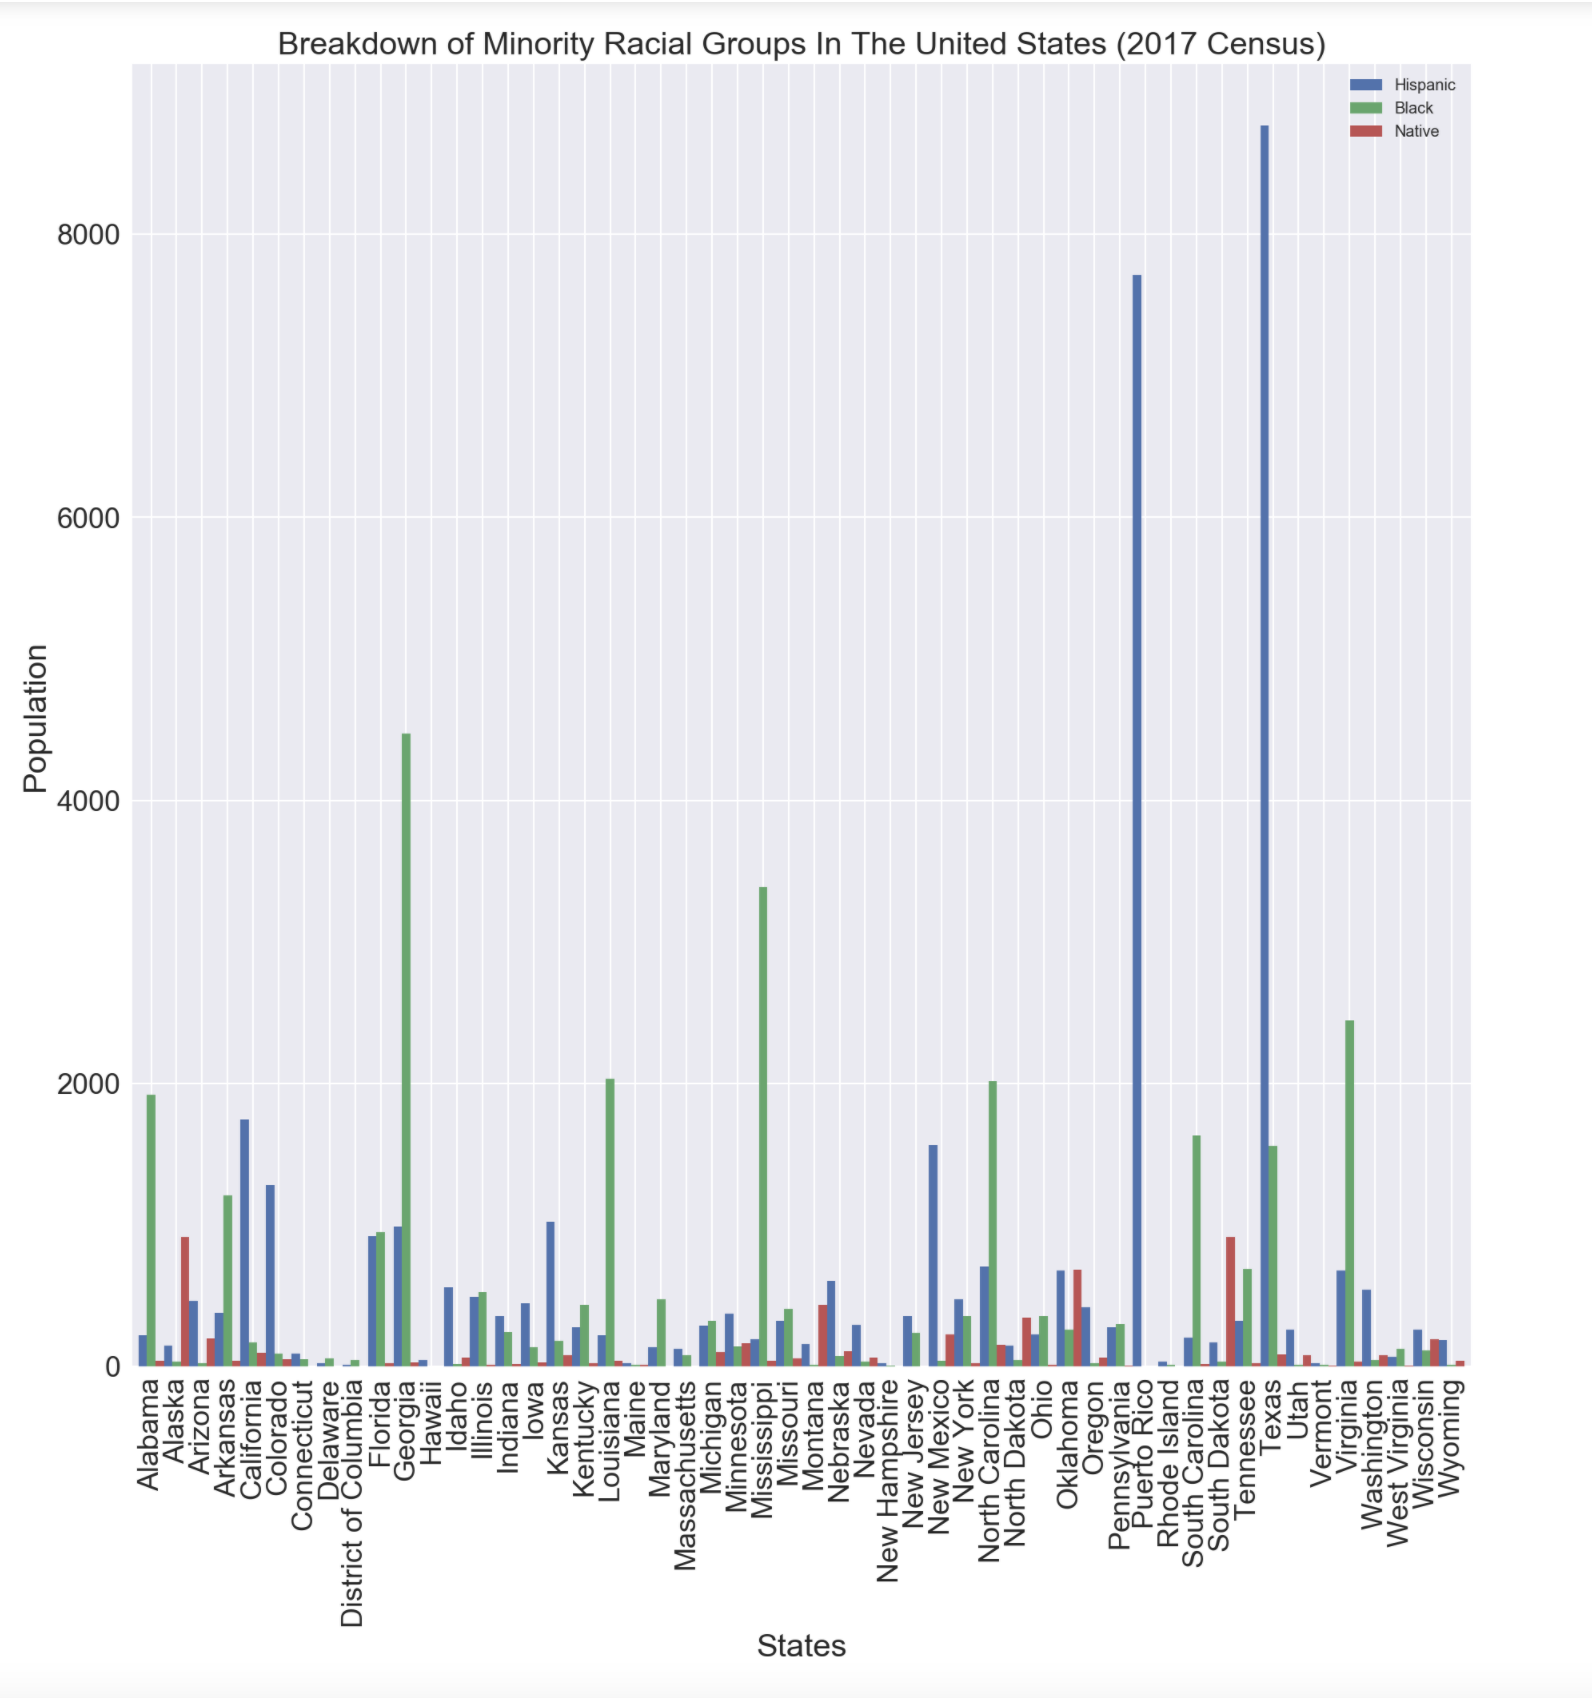 Breakdown of Minority Racial Groups In The United States (2017 Census)
Hispanic
Black
Native
8000
6000
4000
2000
0
Population
Alabama
Alaska
Arizona
Arkansas
California
Colorado
Connecticut
Delaware
District of Columbia
Florida
Georgia
Hawaii
Idaho
Illinois
Indiana
Iowa
Kansas
Kentucky
Louisiana
Maine
Maryland
Massachusetts
Michigan
Minnesota
Mississippi
Missouri
Montana
Nebraska
Nevada
New Hampshire
New Jersey
New Mexico
New York
North Carolina
North Dakota
Ohio
Oklahoma
Oregon
Pennsylvania
Puerto Rico
Rhode Island
South Carolina
South Dakota
Tennessee
Texas
Utah
Vermont
Virginia
Washington
West Virginia
Wisconsin
Wyoming
States